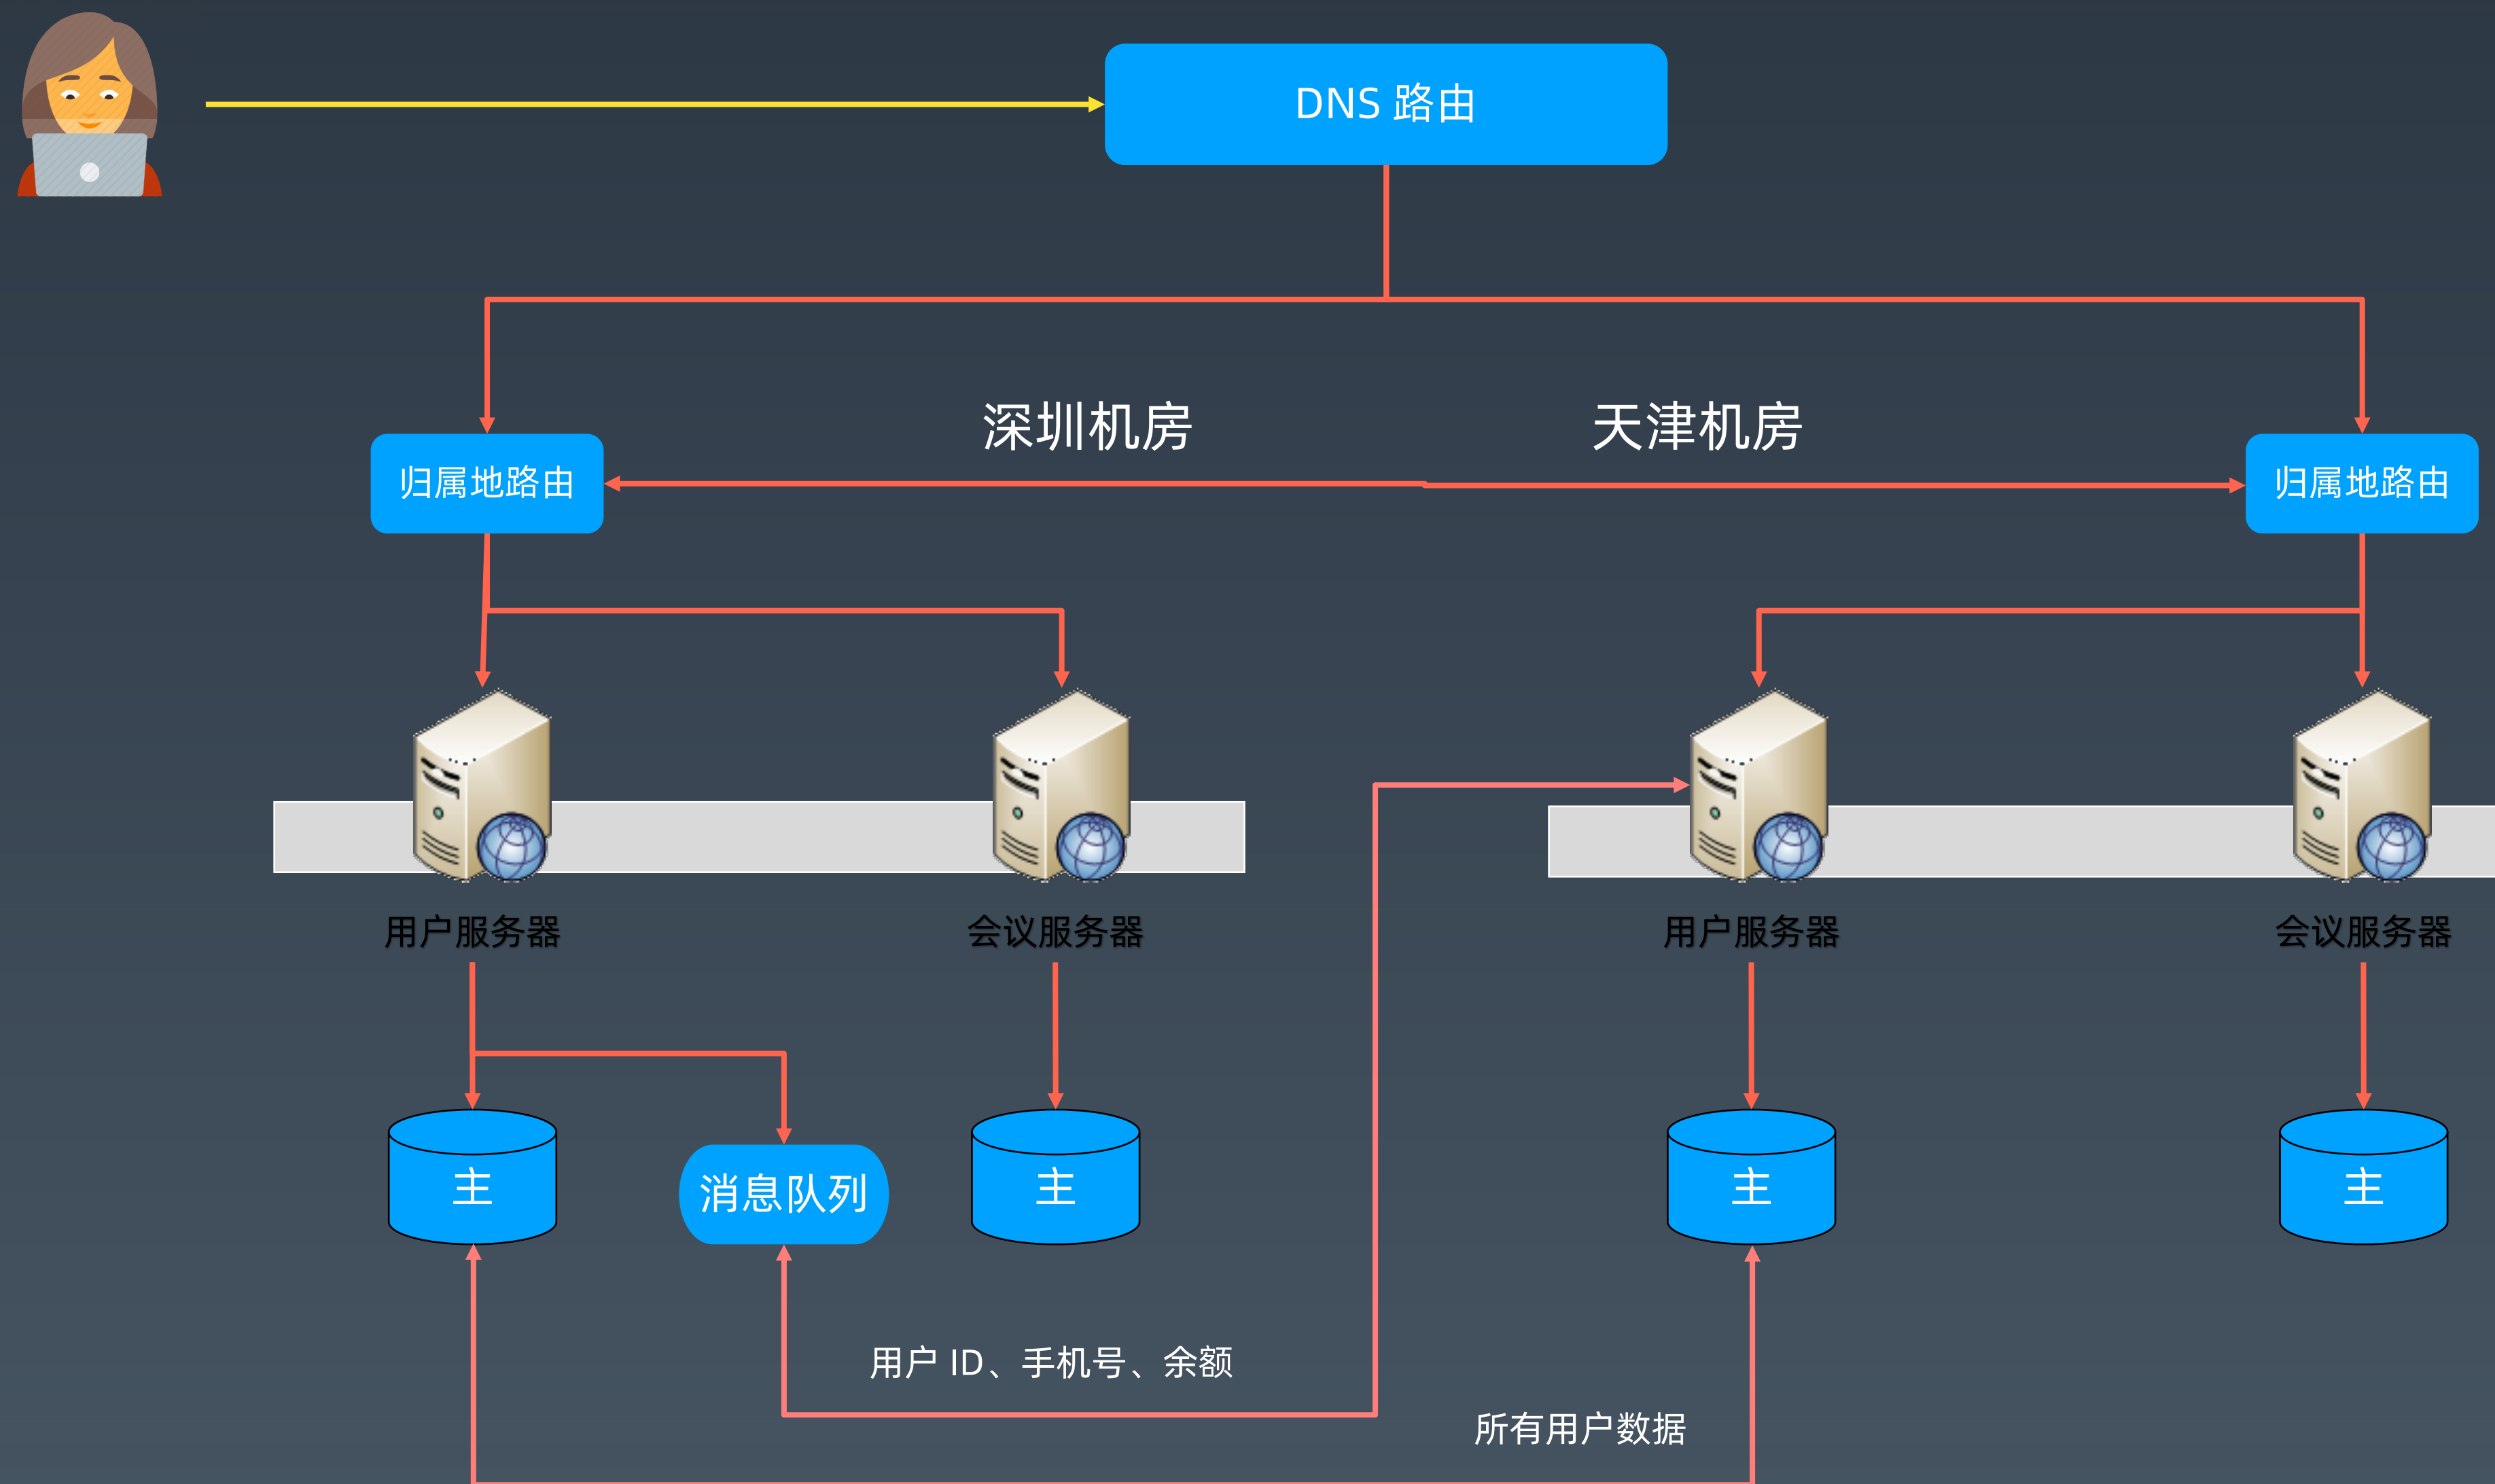 DNS 路由
深圳机房
天津机房
归属地路由
归属地路由
用户服务器
会议服务器
用户服务器
会议服务器
主
消息队列
主
主
主
用户 ID、手机号、余额
所有用户数据